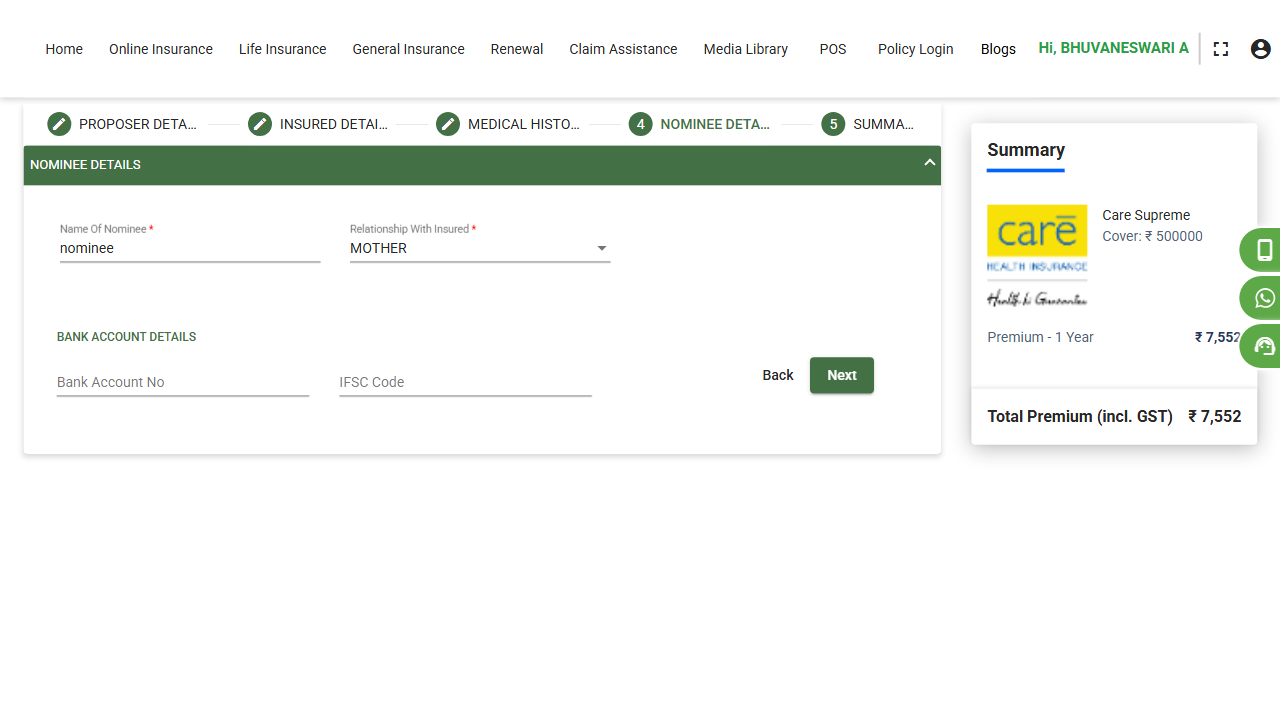 Home
Online Insurance
Life Insurance
General Insurance
Renewal
Claim Assistance
Media Library
POS
Policy Login
Blogs
Hi, BHUVANESWARI A
PROPOSER DETA...
INSURED DETAI...
MEDICAL HISTO...
4 NOMINEE DETA...
5 SUMMA...
NOMINEE DETAILS
Name Of Nominee *
nominee
Relationship With Insured *
MOTHER
BANK ACCOUNT DETAILS
Bank Account No
IFSC Code
Back
Next
Summary
care
HEALTH INSURANCE
Health ki Guarantee
Care Supreme
Cover: ₹ 500000
Premium - 1 Year
₹ 7,552
Total Premium (incl. GST)
₹ 7,552